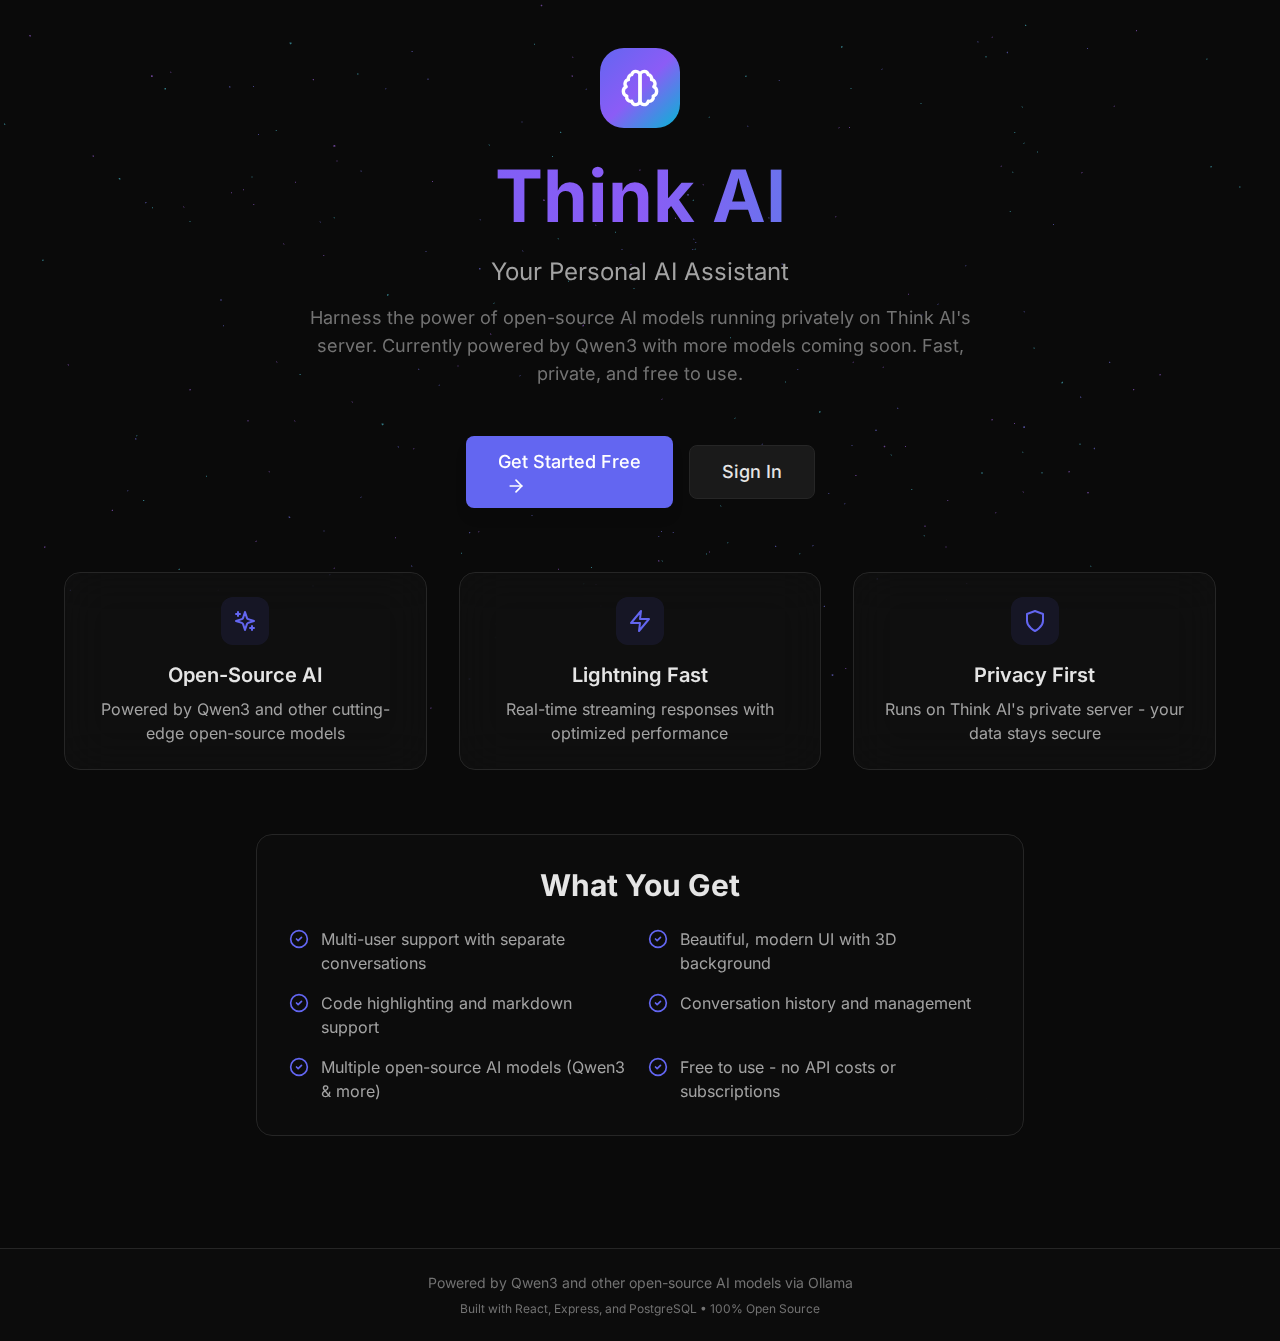 Think AI
Your Personal AI Assistant
Harness the power of open-source AI models running privately on Think AI's
server. Currently powered by Qwen3 with more models coming soon. Fast,
private, and free to use.
Get Started Free
Sign In
Open-Source AI
Powered by Qwen3 and other cutting-
edge open-source models
Lightning Fast
Real-time streaming responses with
optimized performance
Privacy First
Runs on Think AI's private server - your
data stays secure
What You Get
Multi-user support with separate
conversations
Beautiful, modern UI with 3D
background
Code highlighting and markdown
support
Conversation history and management
Multiple open-source AI models (Qwen3
& more)
Free to use - no API costs or
subscriptions
Powered by Qwen3 and other open-source AI models via Ollama
Built with React, Express, and PostgreSQL • 100% Open Source